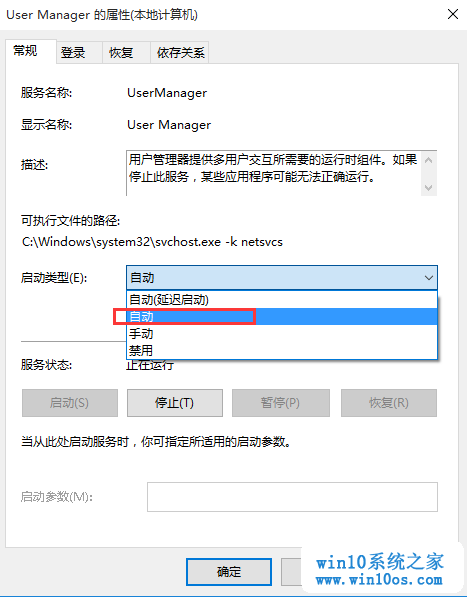 User Manager 的属性(本地计算机)
常规 登录 恢复 依存关系
服务名称: UserManager
显示名称: User Manager
描述: 用户管理器提供多用户交互所需要的运行时组件。如果
停止此服务，某些应用程序可能无法正确运行。
可执行文件的路径:
C:\Windows\system32\svchost.exe -k netsvcs
启动类型(E): 自动
自动(延迟启动)
自动
手动
禁用
服务状态: 正在运行
启动(S) 停止(T) 暂停(P) 恢复(R)
当从此处启动服务时，你可指定所适用的启动参数。
启动参数(M):
确定
win10系统之家
www.win10os.com